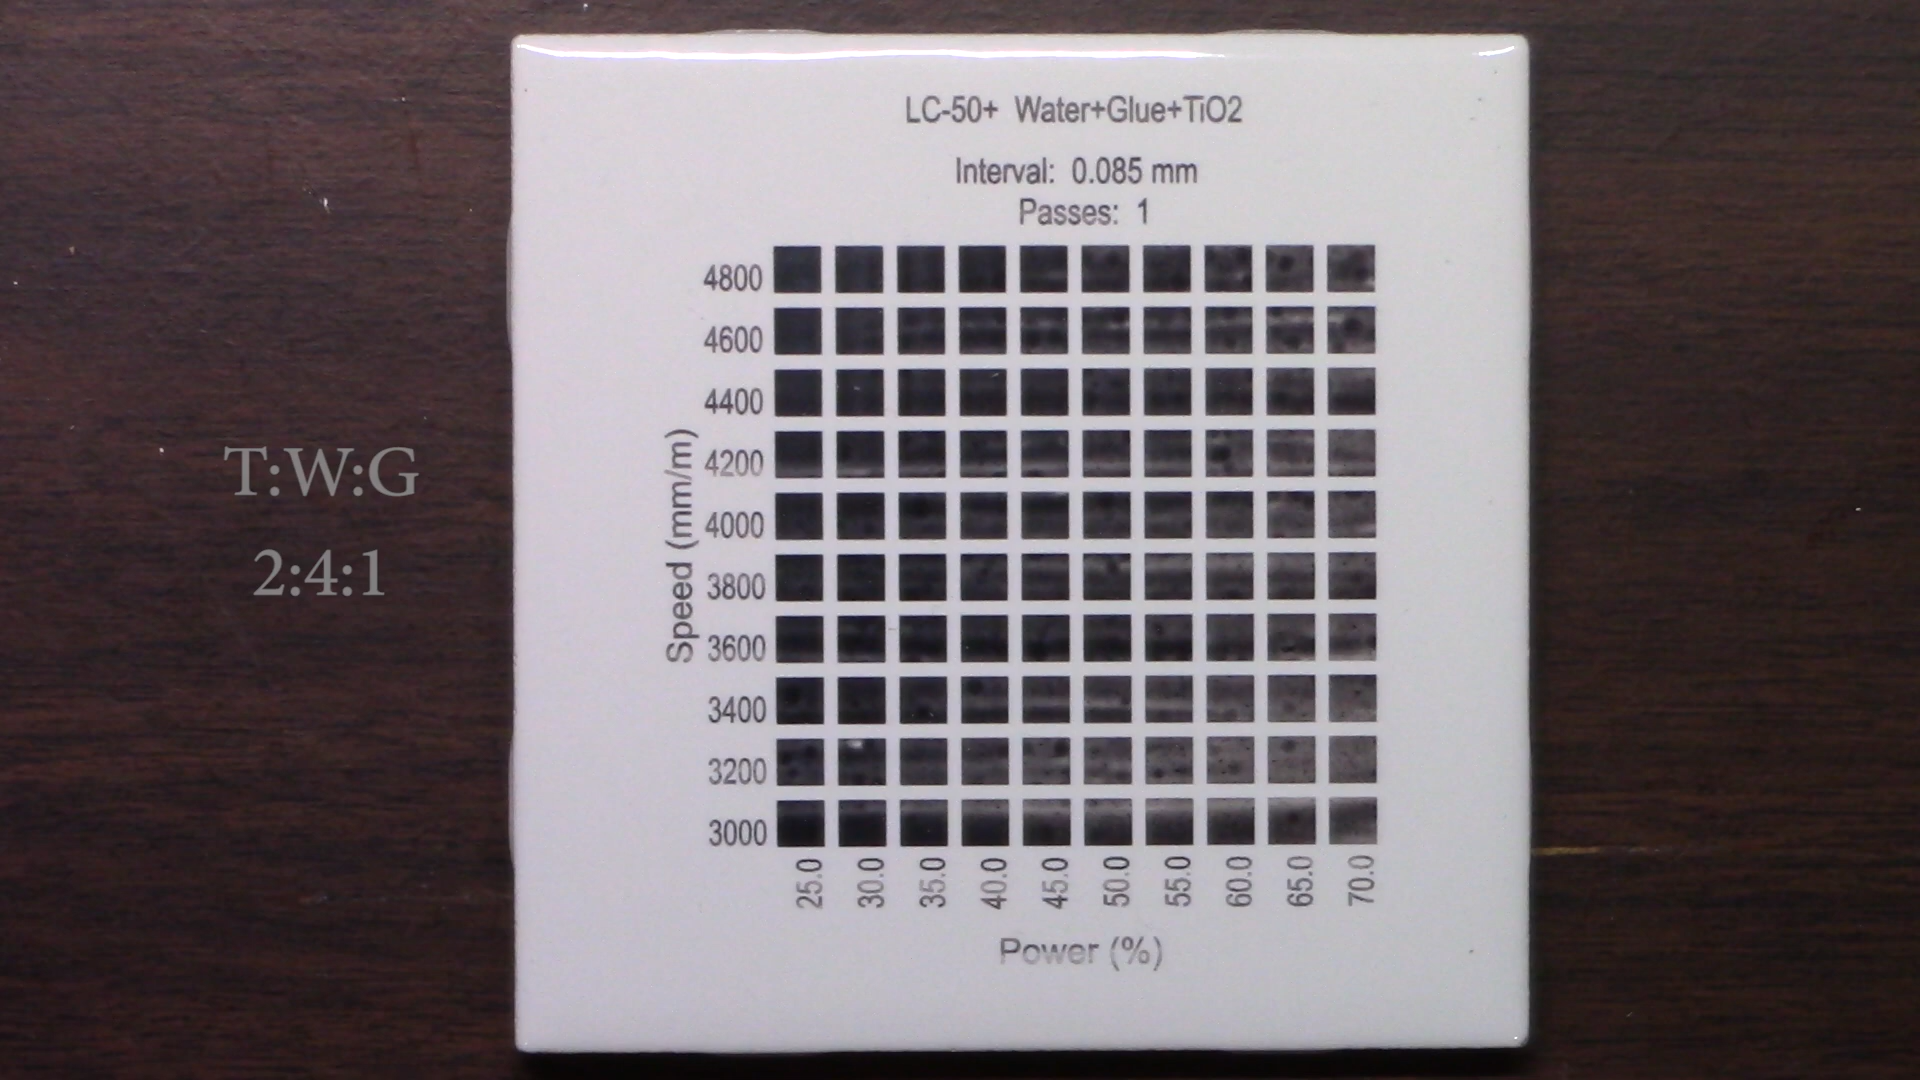 LC-50+ Water+Glue+TiO2
Interval: 0.085 mm
Passes: 1
T:W:G
2:4:1
Speed (mm/m)
4800
4600
4400
4200
4000
3800
3600
3400
3200
3000
25.0 30.0 35.0 40.0 45.0 50.0 55.0 60.0 65.0 70.0
Power (%)